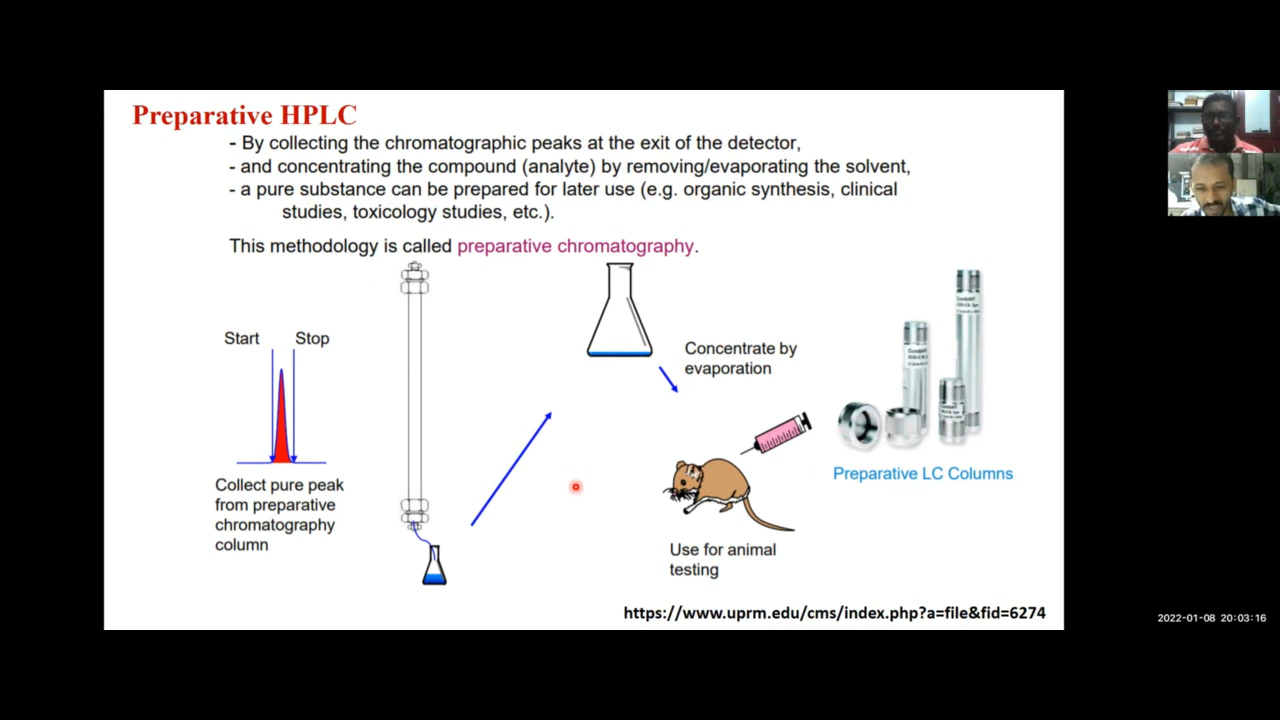 Preparative HPLC
- By collecting the chromatographic peaks at the exit of the detector,
- and concentrating the compound (analyte) by removing/evaporating the solvent,
- a pure substance can be prepared for later use (e.g. organic synthesis, clinical
studies, toxicology studies, etc.).
This methodology is called preparative chromatography.
Start
Stop
Collect pure peak
from preparative
chromatography
column
Concentrate by
evaporation
Use for animal
testing
Preparative LC Columns
https://www.uprm.edu/cms/index.php?a=file&fid=6274
2022-01-08 20:03:16